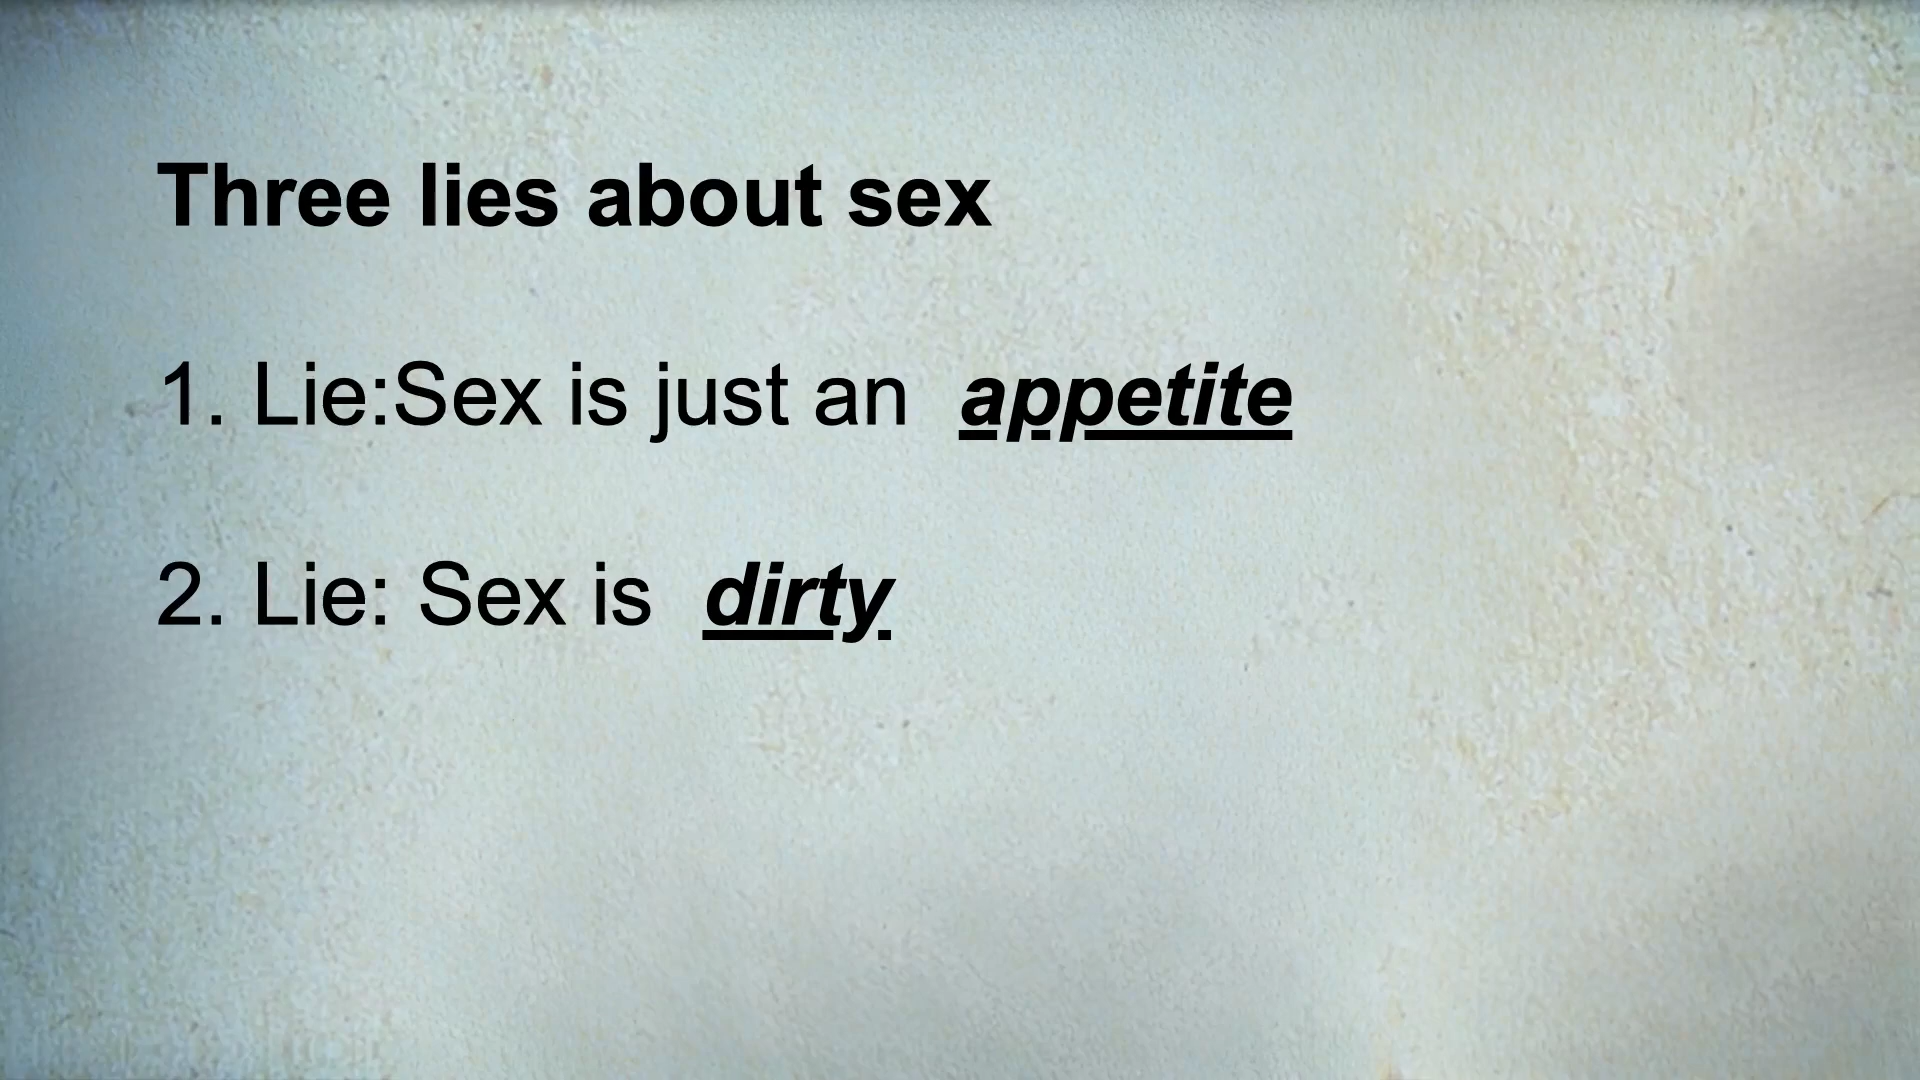 Three lies about sex
1. Lie:Sex is just an appetite
2. Lie: Sex is dirty